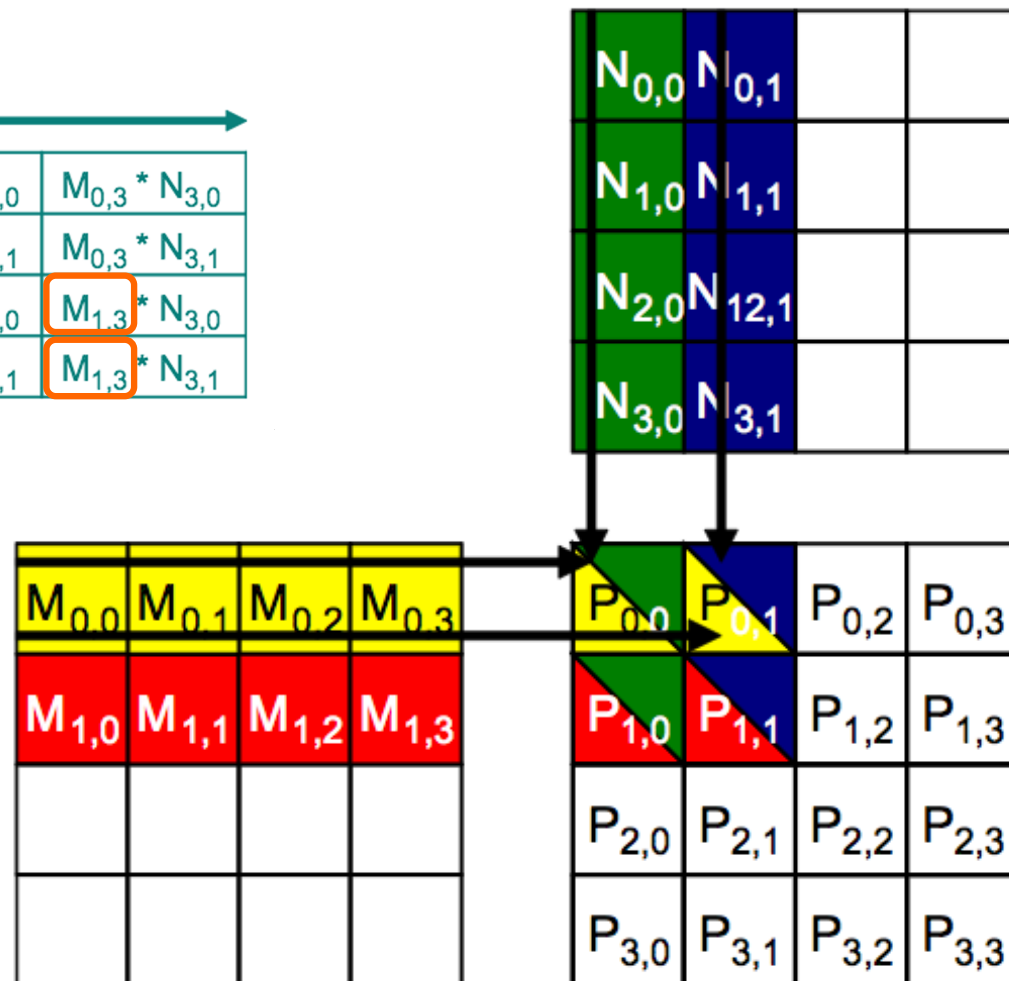 ,0 M0,3 * N3,0
,1 M0,3 * N3,1
,0 M1,3 * N3,0
,1 M1,3 * N3,1
N0,0 N0,1
N1,0 N1,1
N2,0 N12,1
N3,0 N3,1
M0,0 M0,1 M0,2 M0,3
M1,0 M1,1 M1,2 M1,3
P0,0 P0,1 P0,2 P0,3
P1,0 P1,1 P1,2 P1,3
P2,0 P2,1 P2,2 P2,3
P3,0 P3,1 P3,2 P3,3